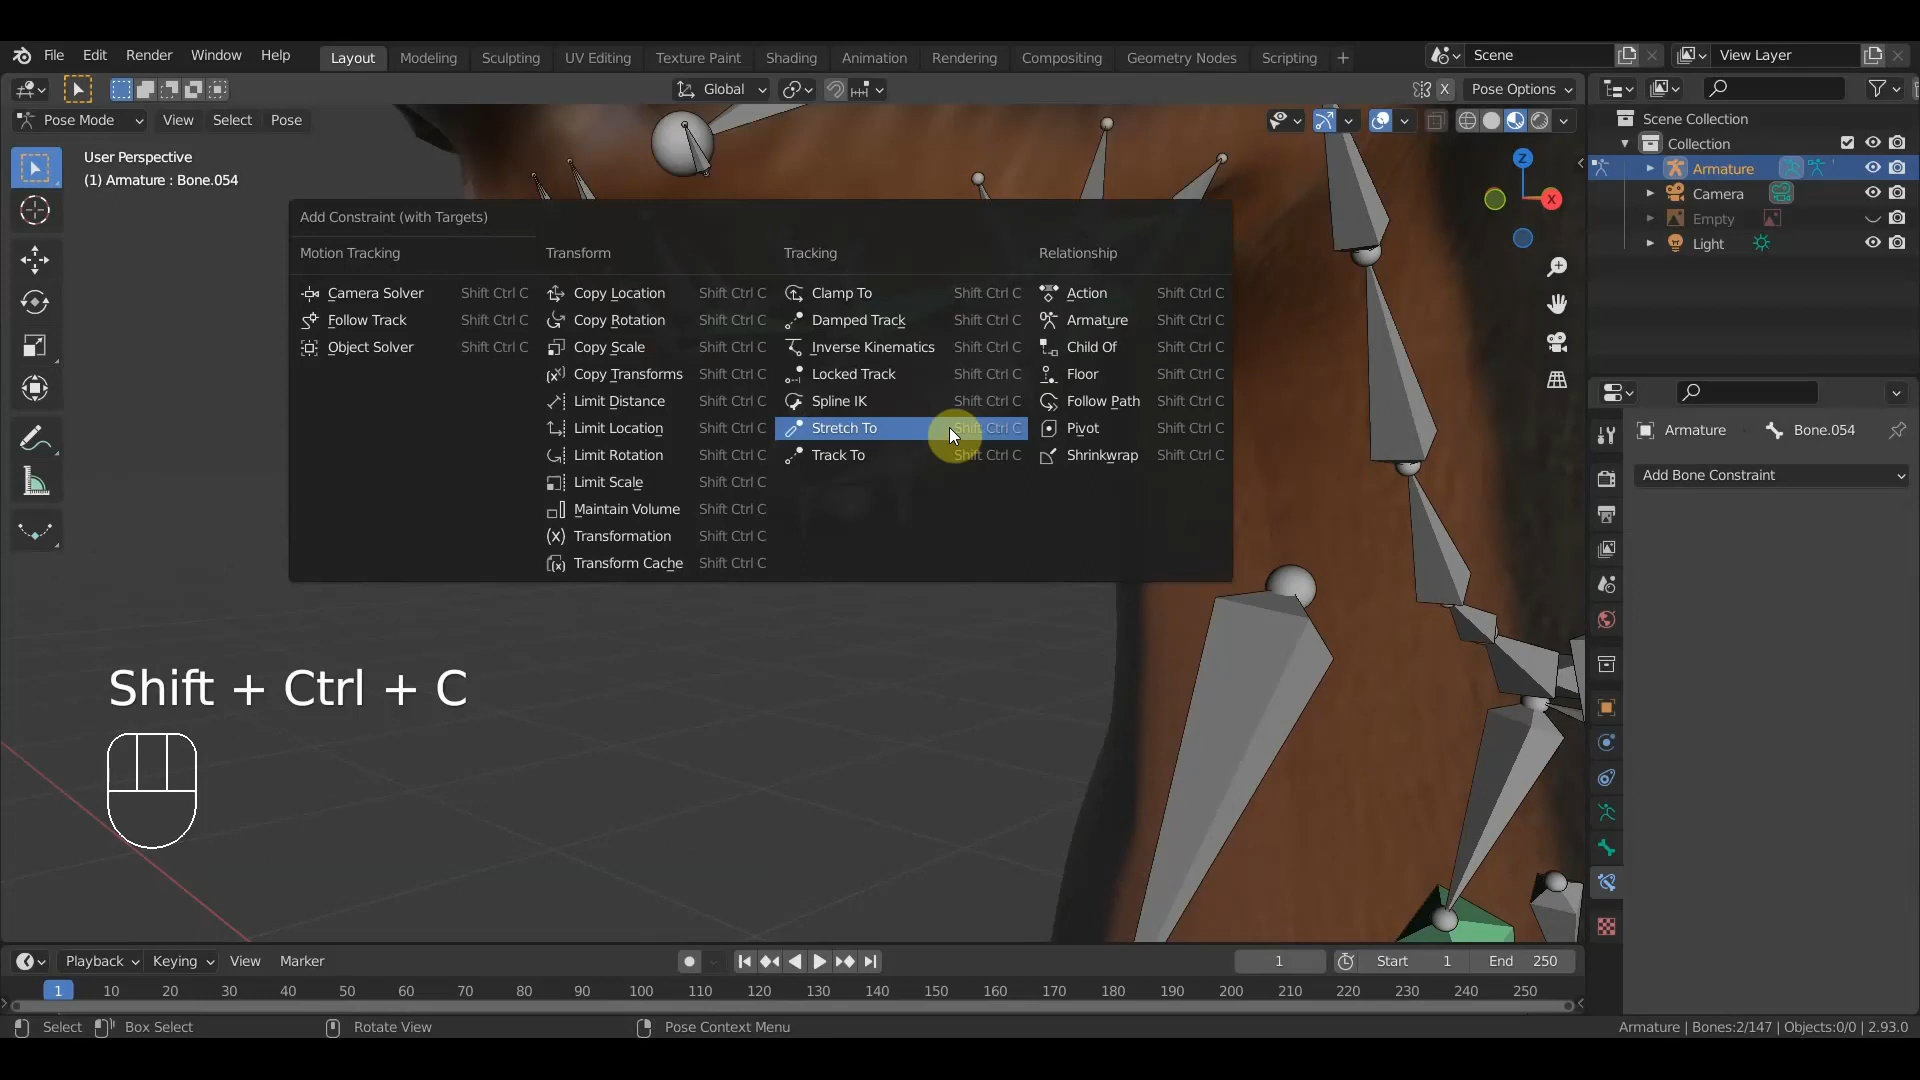 File Edit Render Window Help Layout Modeling Sculpting UV Editing Texture Paint Shading Animation Rendering Compositing Geometry Nodes Scripting + Scene View Layer
Global X Pose Options
Pose Mode View Select Pose
User Perspective
(1) Armature : Bone.054
Z
X
Add Constraint (with Targets)
Motion Tracking Transform Tracking Relationship
Camera Solver Shift Ctrl C Copy Location Shift Ctrl C Clamp To Shift Ctrl C Action Shift Ctrl C
Follow Track Shift Ctrl C Copy Rotation Shift Ctrl C Damped Track Shift Ctrl C Armature Shift Ctrl C
Object Solver Shift Ctrl C Copy Scale Shift Ctrl C Inverse Kinematics Shift Ctrl C Child Of Shift Ctrl C
Copy Transforms Shift Ctrl C Locked Track Shift Ctrl C Floor Shift Ctrl C
Limit Distance Shift Ctrl C Spline IK Shift Ctrl C Follow Path Shift Ctrl C
Limit Location Shift Ctrl C Stretch To Shift Ctrl C Pivot Shift Ctrl C
Limit Rotation Shift Ctrl C Track To Shift Ctrl C Shrinkwrap Shift Ctrl C
Limit Scale Shift Ctrl C
Maintain Volume Shift Ctrl C
Transformation Shift Ctrl C
Transform Cache Shift Ctrl C
Scene Collection
Collection
Armature
Camera
Empty
Light
Armature Bone.054
Add Bone Constraint
Shift + Ctrl + C
Playback Keying View Marker 1 Start 1 End 250
1 10 20 30 40 50 60 70 80 90 100 110 120 130 140 150 160 170 180 190 200 210 220 230 240 250
Select Box Select Rotate View Pose Context Menu Armature | Bones:2/147 | Objects:0/0 | 2.93.0